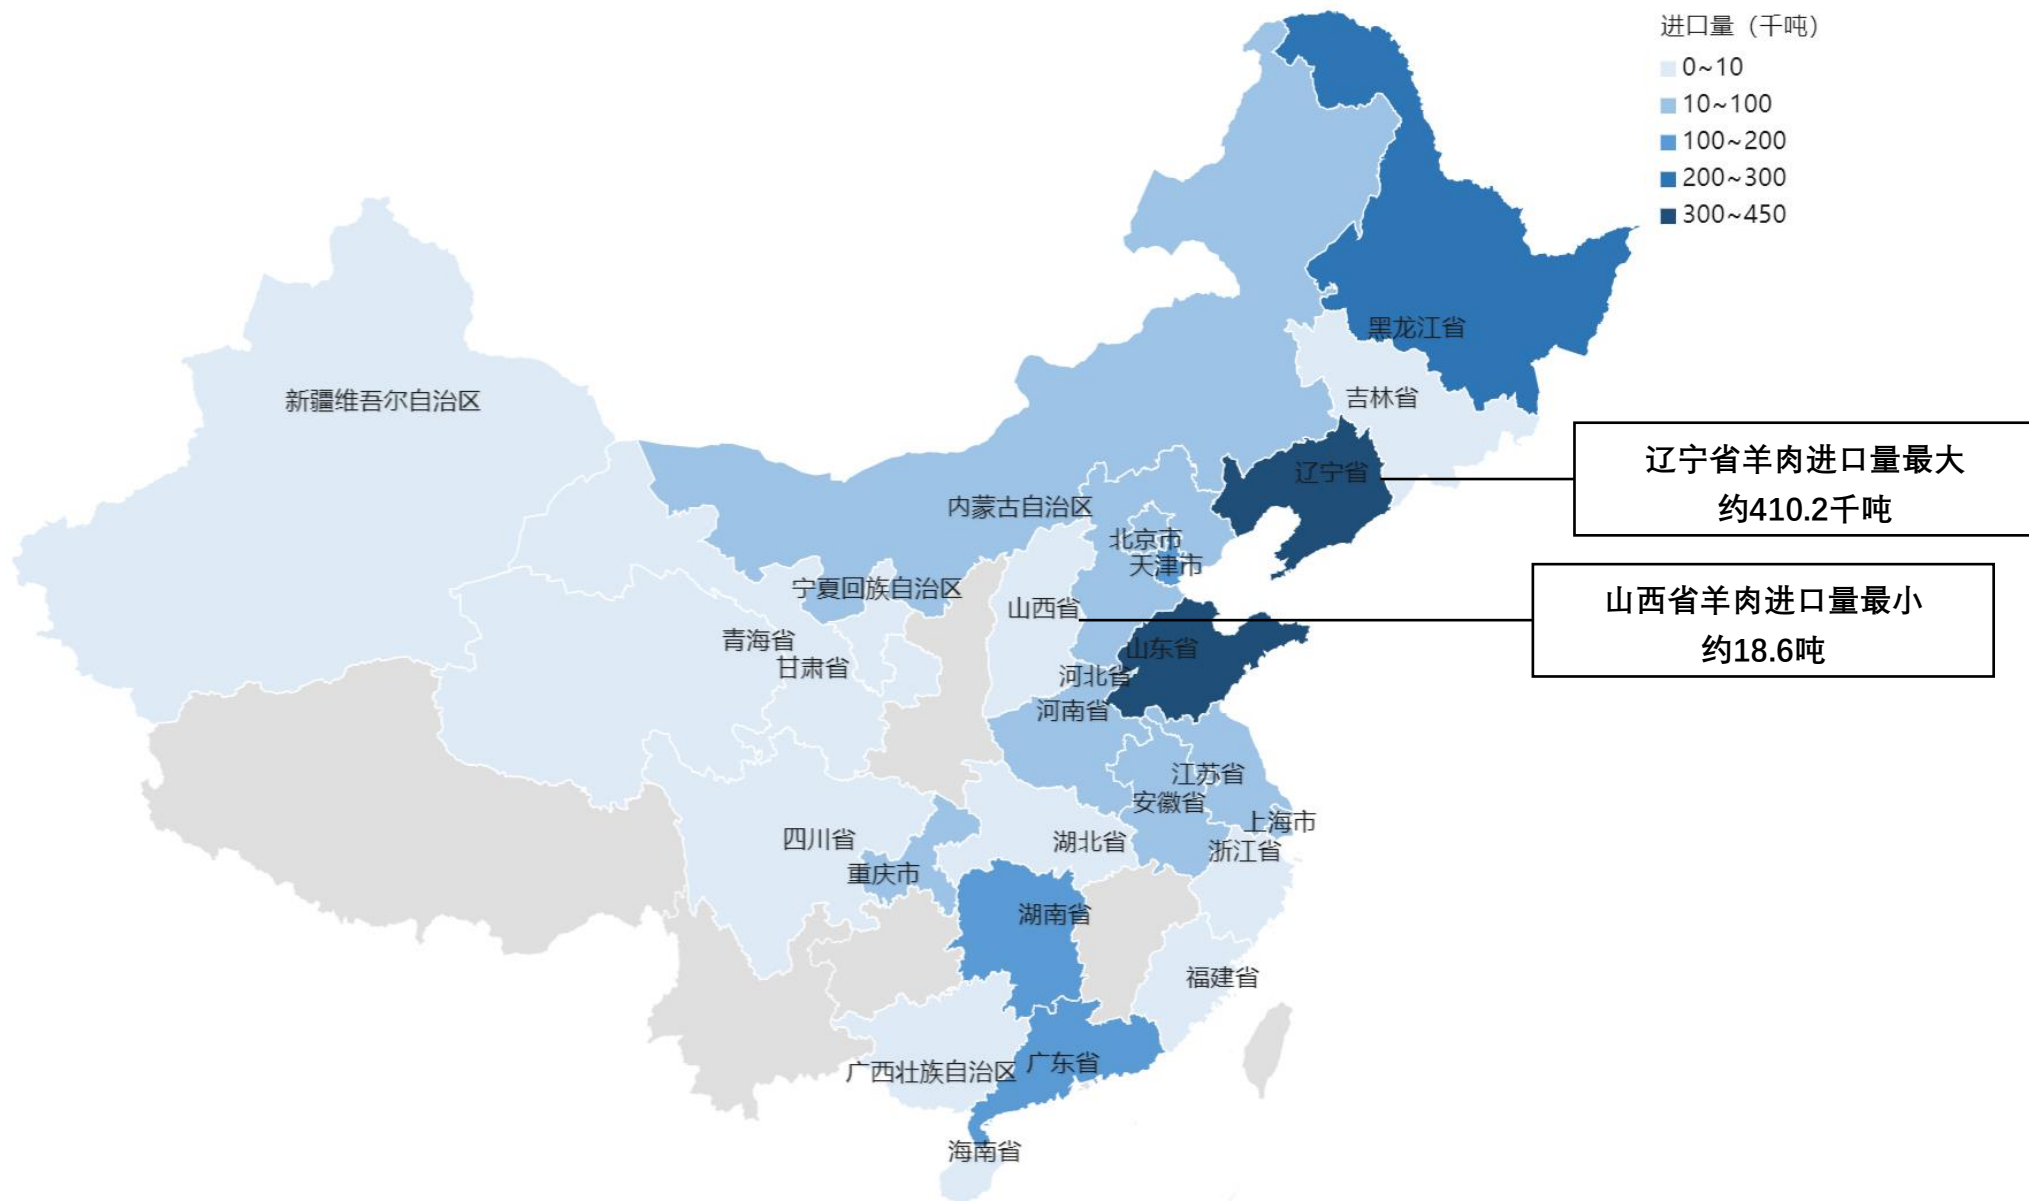 进口量（千吨）
0~10
10~100
100~200
200~300
300~450
黑龙江省
吉林省
新疆维吾尔自治区
辽宁省羊肉进口量最大
约410.2千吨
辽宁省
内蒙古自治区
北京市
天津市
宁夏回族自治区
山西省
山西省羊肉进口量最小
约18.6吨
青海省
山东省
甘肃省
河北省
河南省
江苏省
安徽省
上海市
四川省
湖北省
浙江省
重庆市
湖南省
福建省
广西壮族自治区
广东省
海南省